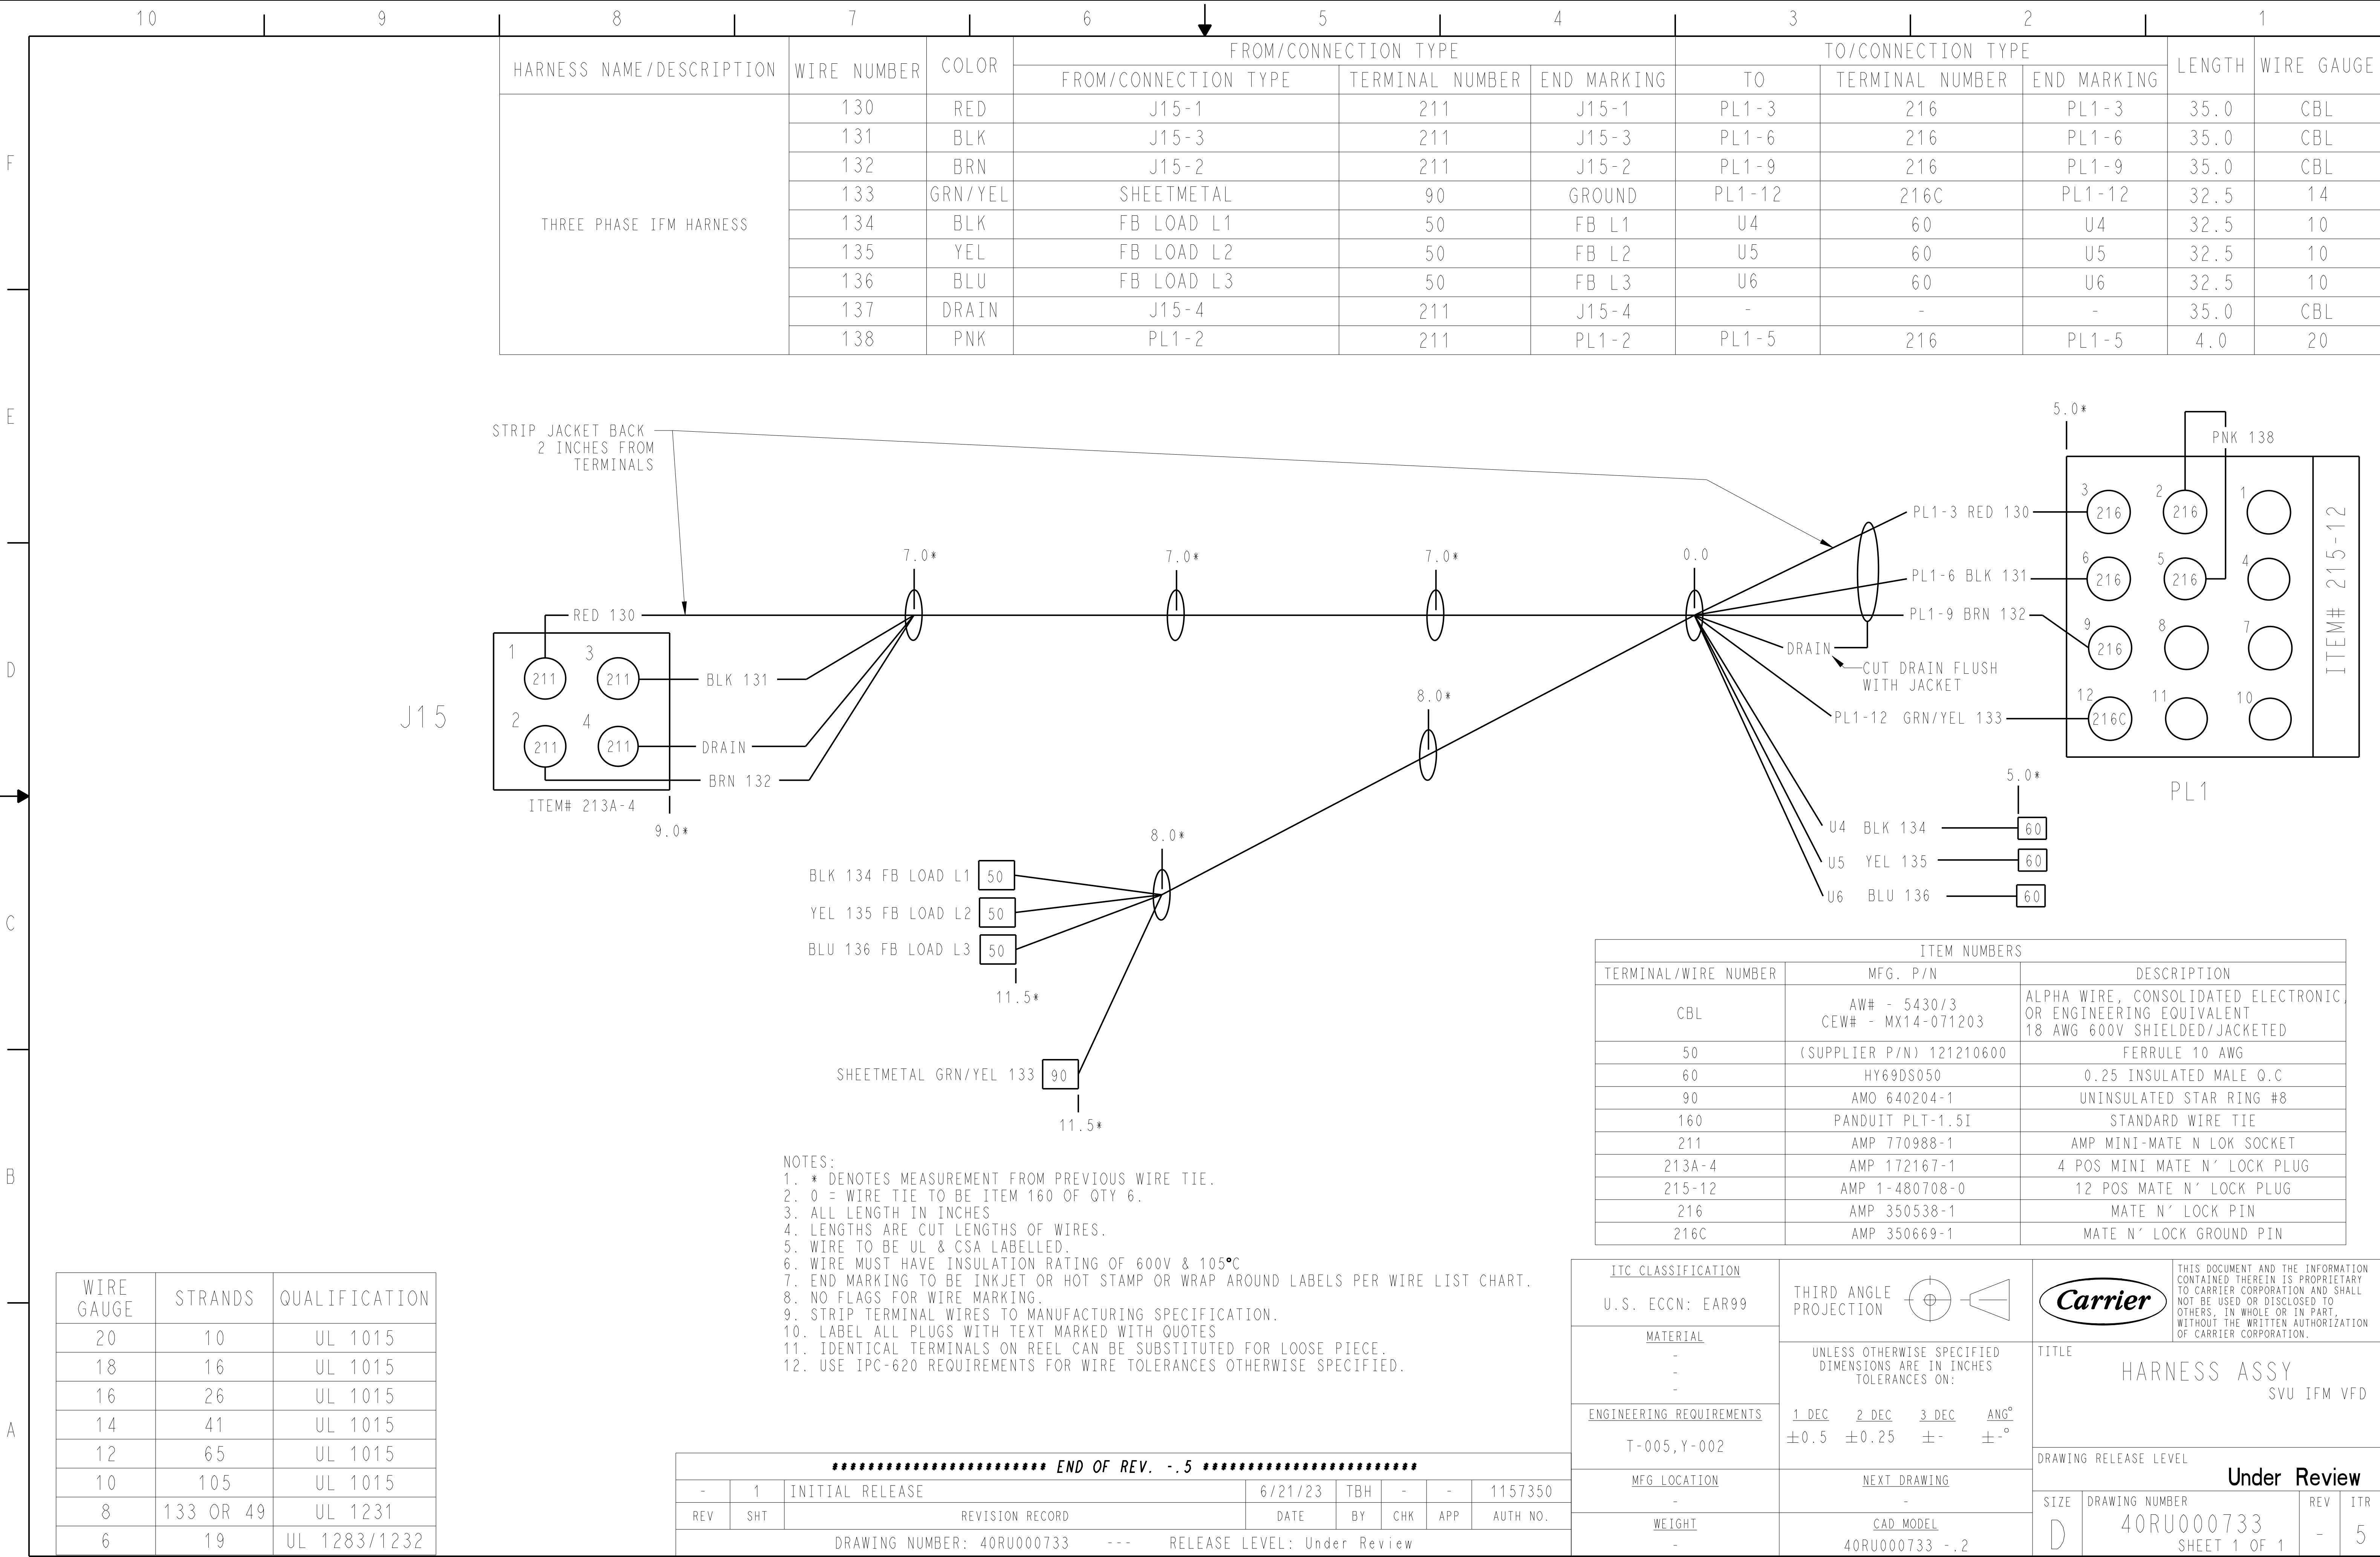 10 9 8 7 6 5 4 3 2 1
HARNESS NAME/DESCRIPTION WIRE NUMBER COLOR FROM/CONNECTION TYPE TO/CONNECTION TYPE LENGTH WIRE GAUGE
FROM/CONNECTION TYPE TERMINAL NUMBER END MARKING TO TERMINAL NUMBER END MARKING
130 RED J15-1 211 J15-1 PL1-3 216 PL1-3 35.0 CBL
131 BLK J15-3 211 J15-3 PL1-6 216 PL1-6 35.0 CBL
132 BRN J15-2 211 J15-2 PL1-9 216 PL1-9 35.0 CBL
133 GRN/YEL SHEETMETAL 90 GROUND PL1-12 216C PL1-12 32.5 14
THREE PHASE IFM HARNESS 134 BLK FB LOAD L1 50 FB L1 U4 60 U4 32.5 10
135 YEL FB LOAD L2 50 FB L2 U5 60 U5 32.5 10
136 BLU FB LOAD L3 50 FB L3 U6 60 U6 32.5 10
137 DRAIN J15-4 211 J15-4 - - - 35.0 CBL
138 PNK PL1-2 211 PL1-2 PL1-5 216 PL1-5 4.0 20
F
E
D
C
B
A
STRIP JACKET BACK
2 INCHES FROM
TERMINALS
5.0*
PNK 138
7.0*
7.0*
7.0*
0.0
PL1-3 RED 130
PL1-6 BLK 131
PL1-9 BRN 132
DRAIN
CUT DRAIN FLUSH
WITH JACKET
PL1-12 GRN/YEL 133
3 216 2 216 1
6 216 5 216 4
9 216 8 7
12 216C 11 10
ITEM# 215-12
PL1
RED 130
1 211 3 211
2 211 4 211
BLK 131
DRAIN
BRN 132
J15
ITEM# 213A-4
9.0*
8.0*
8.0*
5.0*
U4 BLK 134 60
U5 YEL 135 60
U6 BLU 136 60
BLK 134 FB LOAD L1 50
YEL 135 FB LOAD L2 50
BLU 136 FB LOAD L3 50
11.5*
SHEETMETAL GRN/YEL 133 90
11.5*
ITEM NUMBERS
TERMINAL/WIRE NUMBER MFG. P/N DESCRIPTION
CBL AW# - 5430/3
CEW# - MX14-071203
ALPHA WIRE, CONSOLIDATED ELECTRONIC,
OR ENGINEERING EQUIVALENT
18 AWG 600V SHIELDED/JACKETED
50 (SUPPLIER P/N) 121210600 FERRULE 10 AWG
60 HY69DS050 0.25 INSULATED MALE Q.C
90 AMO 640204-1 UNINSULATED STAR RING #8
160 PANDUIT PLT-1.5I STANDARD WIRE TIE
211 AMP 770988-1 AMP MINI-MATE N LOK SOCKET
213A-4 AMP 172167-1 4 POS MINI MATE N´ LOCK PLUG
215-12 AMP 1-480708-0 12 POS MATE N´ LOCK PLUG
216 AMP 350538-1 MATE N´ LOCK PIN
216C AMP 350669-1 MATE N´ LOCK GROUND PIN
NOTES:
1. * DENOTES MEASUREMENT FROM PREVIOUS WIRE TIE.
2. 0 = WIRE TIE TO BE ITEM 160 OF QTY 6.
3. ALL LENGTH IN INCHES
4. LENGTHS ARE CUT LENGTHS OF WIRES.
5. WIRE TO BE UL & CSA LABELLED.
6. WIRE MUST HAVE INSULATION RATING OF 600V & 105°C
7. END MARKING TO BE INKJET OR HOT STAMP OR WRAP AROUND LABELS PER WIRE LIST CHART.
8. NO FLAGS FOR WIRE MARKING.
9. STRIP TERMINAL WIRES TO MANUFACTURING SPECIFICATION.
10. LABEL ALL PLUGS WITH TEXT MARKED WITH QUOTES
11. IDENTICAL TERMINALS ON REEL CAN BE SUBSTITUTED FOR LOOSE PIECE.
12. USE IPC-620 REQUIREMENTS FOR WIRE TOLERANCES OTHERWISE SPECIFIED.
WIRE GAUGE STRANDS QUALIFICATION
20 10 UL 1015
18 16 UL 1015
16 26 UL 1015
14 41 UL 1015
12 65 UL 1015
10 105 UL 1015
8 133 OR 49 UL 1231
6 19 UL 1283/1232
************************ END OF REV. -.5 ************************
- 1 INITIAL RELEASE 6/21/23 TBH - - 1157350
REV SHT REVISION RECORD DATE BY CHK APP AUTH NO.
DRAWING NUMBER: 40RU000733 --- RELEASE LEVEL: Under Review
ITC CLASSIFICATION
U.S. ECCN: EAR99
MATERIAL
-
-
-
ENGINEERING REQUIREMENTS
T-005,Y-002
MFG LOCATION
-
WEIGHT
-
THIRD ANGLE
PROJECTION
UNLESS OTHERWISE SPECIFIED
DIMENSIONS ARE IN INCHES
TOLERANCES ON:
1 DEC 2 DEC 3 DEC ANG°
±0.5 ±0.25 ±- ±-°
NEXT DRAWING
-
CAD MODEL
40RU000733 -.2
Carrier
THIS DOCUMENT AND THE INFORMATION
CONTAINED THEREIN IS PROPRIETARY
TO CARRIER CORPORATION AND SHALL
NOT BE USED OR DISCLOSED TO
OTHERS, IN WHOLE OR IN PART,
WITHOUT THE WRITTEN AUTHORIZATION
OF CARRIER CORPORATION.
TITLE
HARNESS ASSY
SVU IFM VFD
DRAWING RELEASE LEVEL
Under Review
SIZE DRAWING NUMBER REV ITR
D 40RU000733 - 5
SHEET 1 OF 1